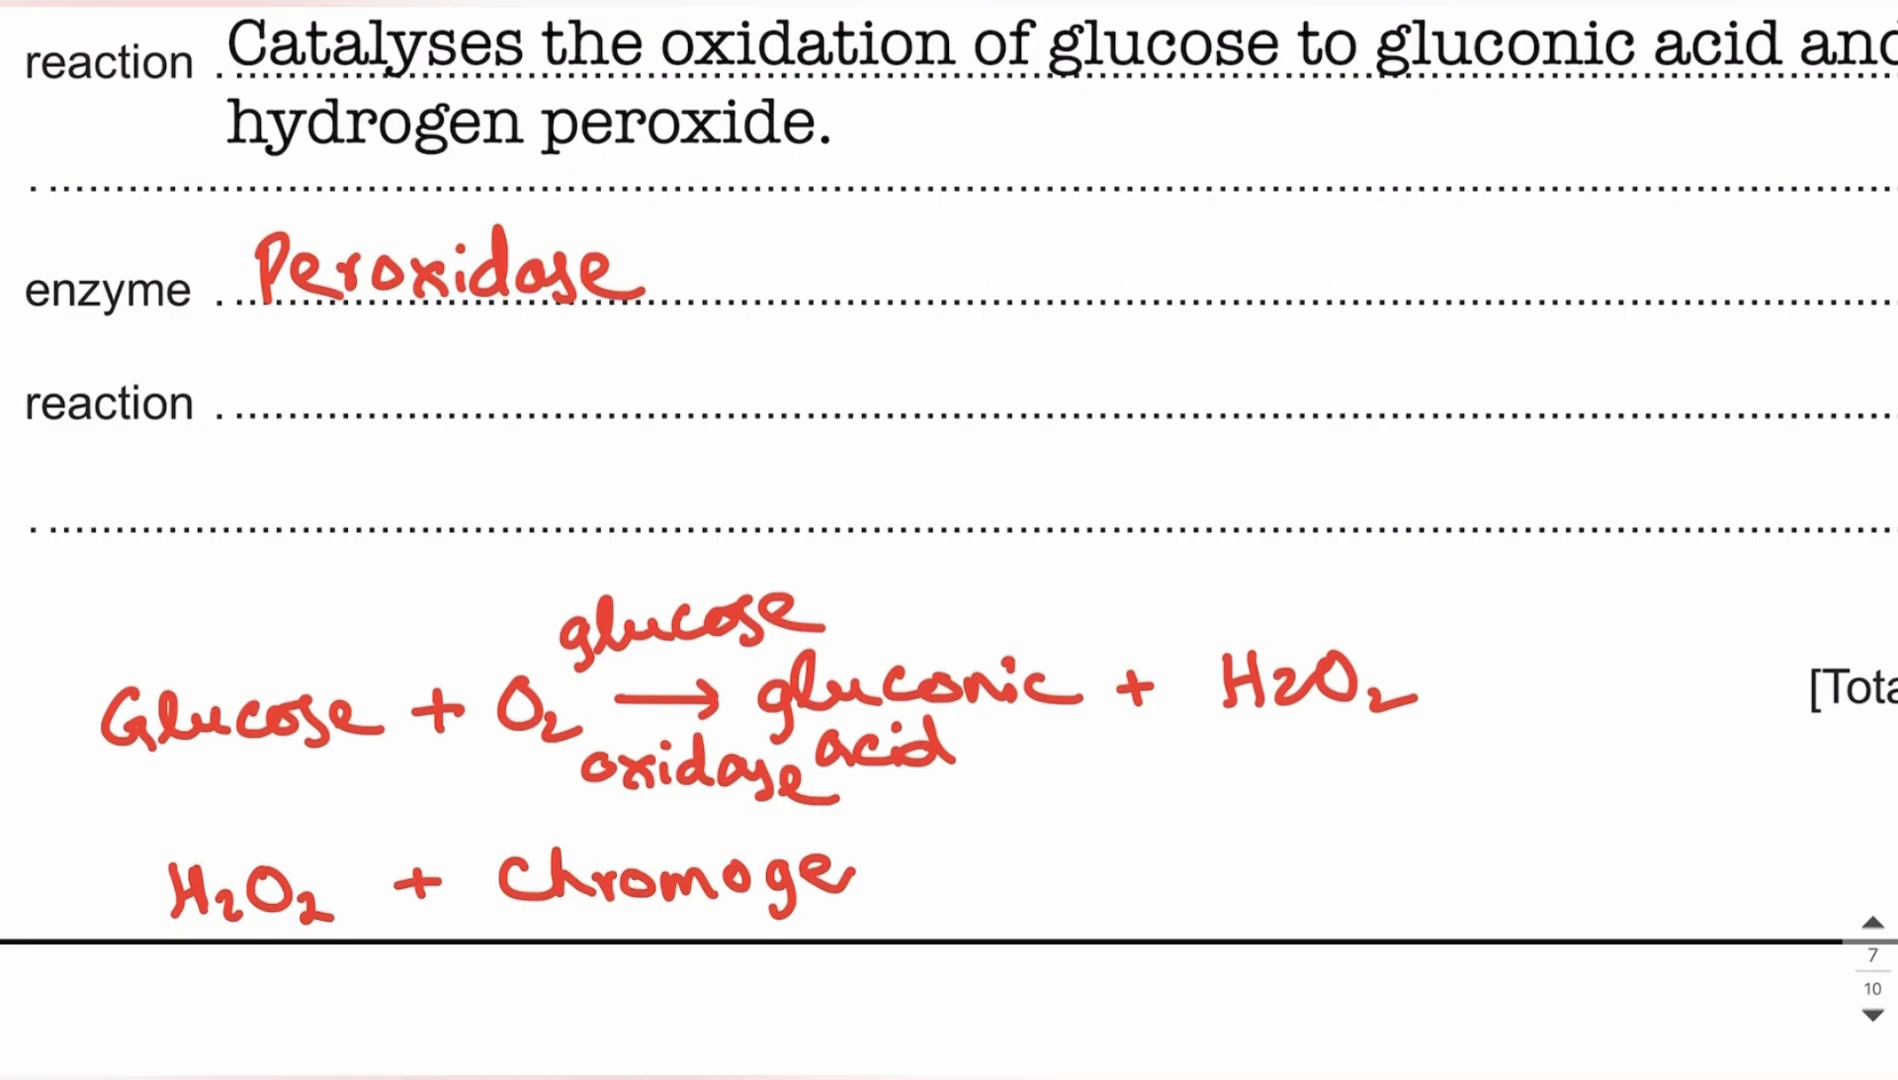 reaction . Catalyses the oxidation of glucose to gluconic acid and
hydrogen peroxide.
enzyme . Peroxidase
reaction .
glucose
Glucose + O₂ → gluconic + H₂O₂
oxidase acid
[Tota
H₂O₂ + Chromoge
7
10